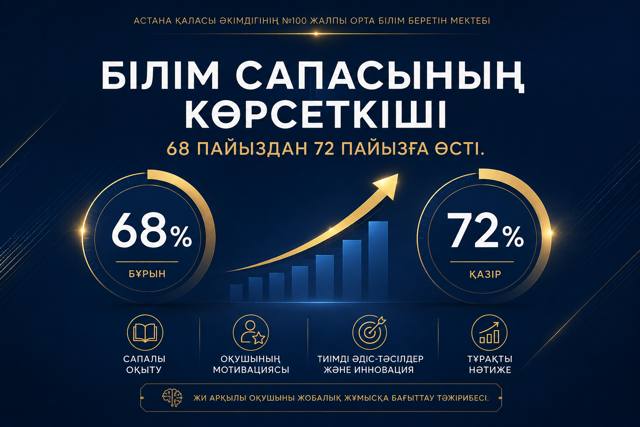 АСТАНА ҚАЛАСЫ ӘКІМДІГІНІҢ №100 ЖАЛПЫ ОРТА БІЛІМ БЕРЕТІН МЕКТЕБІ
БІЛІМ САПАСЫНЫҢ
КӨРСЕТКІШІ
68 ПАЙЫЗДАН 72 ПАЙЫЗҒА ӨСТІ.
68%
БҰРЫН
72%
ҚАЗІР
САПАЛЫ
ОҚЫТУ
ОҚУШЫНЫҢ
МОТИВАЦИЯСЫ
ТИІМДІ ӘДІС-ТӘСІЛДЕР
ЖӘНЕ ИННОВАЦИЯ
ТҰРАҚТЫ
НӘТИЖЕ
ЖИ АРҚЫЛЫ ОҚУШЫНЫ ЖОБАЛЫҚ ЖҰМЫСҚА БАҒЫТТАУ ТӘЖІРИБЕСІ.